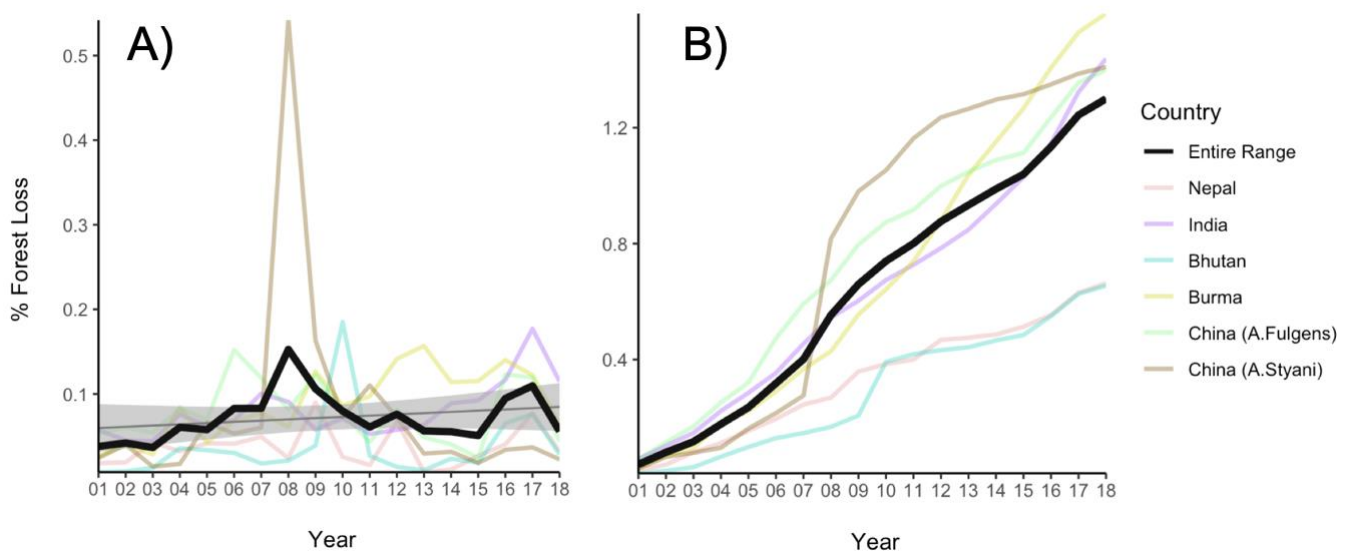 A)
B)
% Forest Loss
0.5
0.4
0.3
0.2
0.1
01 02 03 04 05 06 07 08 09 10 11 12 13 14 15 16 17 18
Year
1.2
0.8
0.4
01 02 03 04 05 06 07 08 09 10 11 12 13 14 15 16 17 18
Year
Country
Entire Range
Nepal
India
Bhutan
Burma
China (A.Fulgens)
China (A.Styani)